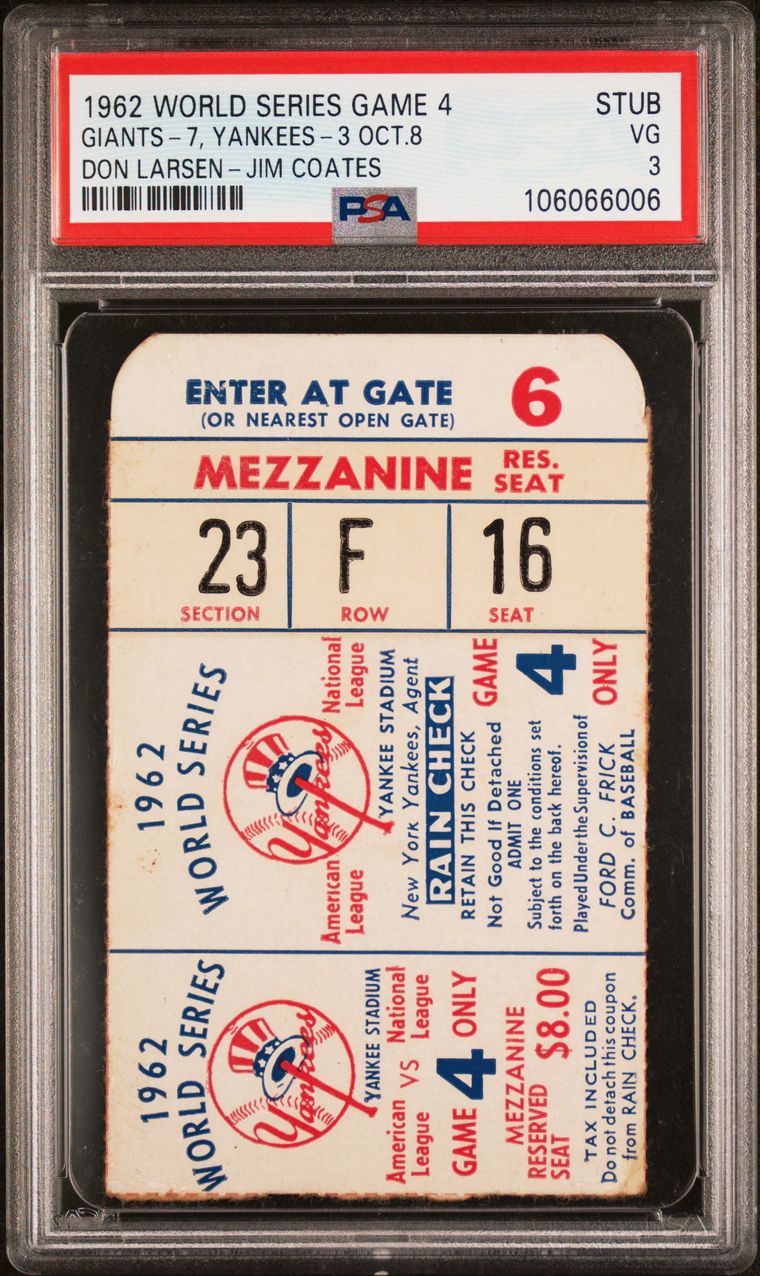 1962 WORLD SERIES GAME 4 STUB
GIANTS-7, YANKEES-3 OCT.8 VG
DON LARSEN-JIM COATES 3
PSA 106066006
ENTER AT GATE 6
(OR NEAREST OPEN GATE)
MEZZANINE RES. SEAT
23 F 16
SECTION ROW SEAT
1962
WORLD SERIES
Yankees
American League
National League
YANKEE STADIUM
New York Yankees, Agent
RAIN CHECK
RETAIN THIS CHECK
Not Good If Detached
ADMIT ONE
GAME 4 ONLY
Subject to the conditions set
forth on the back hereof.
Played Under the Supervision of
FORD C. FRICK
Comm. of BASEBALL
1962
WORLD SERIES
Yankees
YANKEE STADIUM
American VS National
League League
GAME 4 ONLY
MEZZANINE
RESERVED
SEAT $8.00
TAX INCLUDED
Do not detach this coupon
from RAIN CHECK.